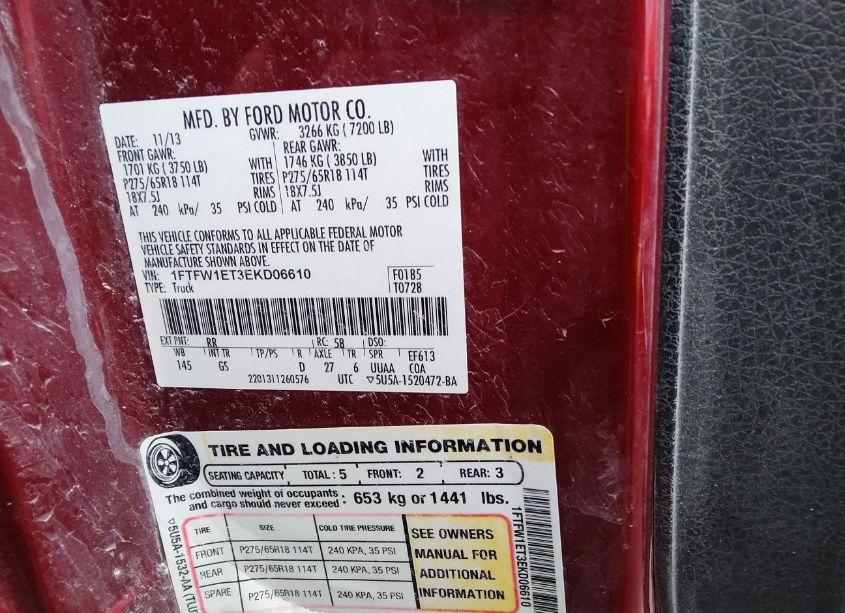 MFD. BY FORD MOTOR CO.
DATE: 11/13 GVWR: 3266 KG ( 7200 LB)
FRONT GAWR: REAR GAWR:
1701 KG ( 3750 LB) WITH 1746 KG ( 3850 LB) WITH
P275/65R18 114T TIRES P275/65R18 114T TIRES
18X7.5J RIMS 18X7.5J RIMS
AT 240 kPa/ 35 PSI COLD AT 240 kPa/ 35 PSI COLD
THIS VEHICLE CONFORMS TO ALL APPLICABLE FEDERAL MOTOR
VEHICLE SAFETY STANDARDS IN EFFECT ON THE DATE OF
MANUFACTURE SHOWN ABOVE.
VIN: 1FTFW1ET3EKD06610 F0185
TYPE: Truck T0728
EXT PNT: RR RC: 58 DSO:
WB INT TR TP/PS R AXLE TR SPR EF613
145 GS D 27 6 UUAA COA
2201311260576 UTC ▽5U5A-1520472-BA
TIRE AND LOADING INFORMATION
SEATING CAPACITY TOTAL : 5 FRONT: 2 REAR: 3
The combined weight of occupants
and cargo should never exceed : 653 kg or 1441 lbs.
TIRE SIZE COLD TIRE PRESSURE
FRONT P275/65R18 114T 240 KPA, 35 PSI
REAR P275/65R18 114T 240 KPA, 35 PSI
SPARE P275/65R18 114T 240 KPA, 35 PSI
SEE OWNERS
MANUAL FOR
ADDITIONAL
INFORMATION
▽5U5A-1532-AA (TLU)
1FTFW1ET3EKD06610